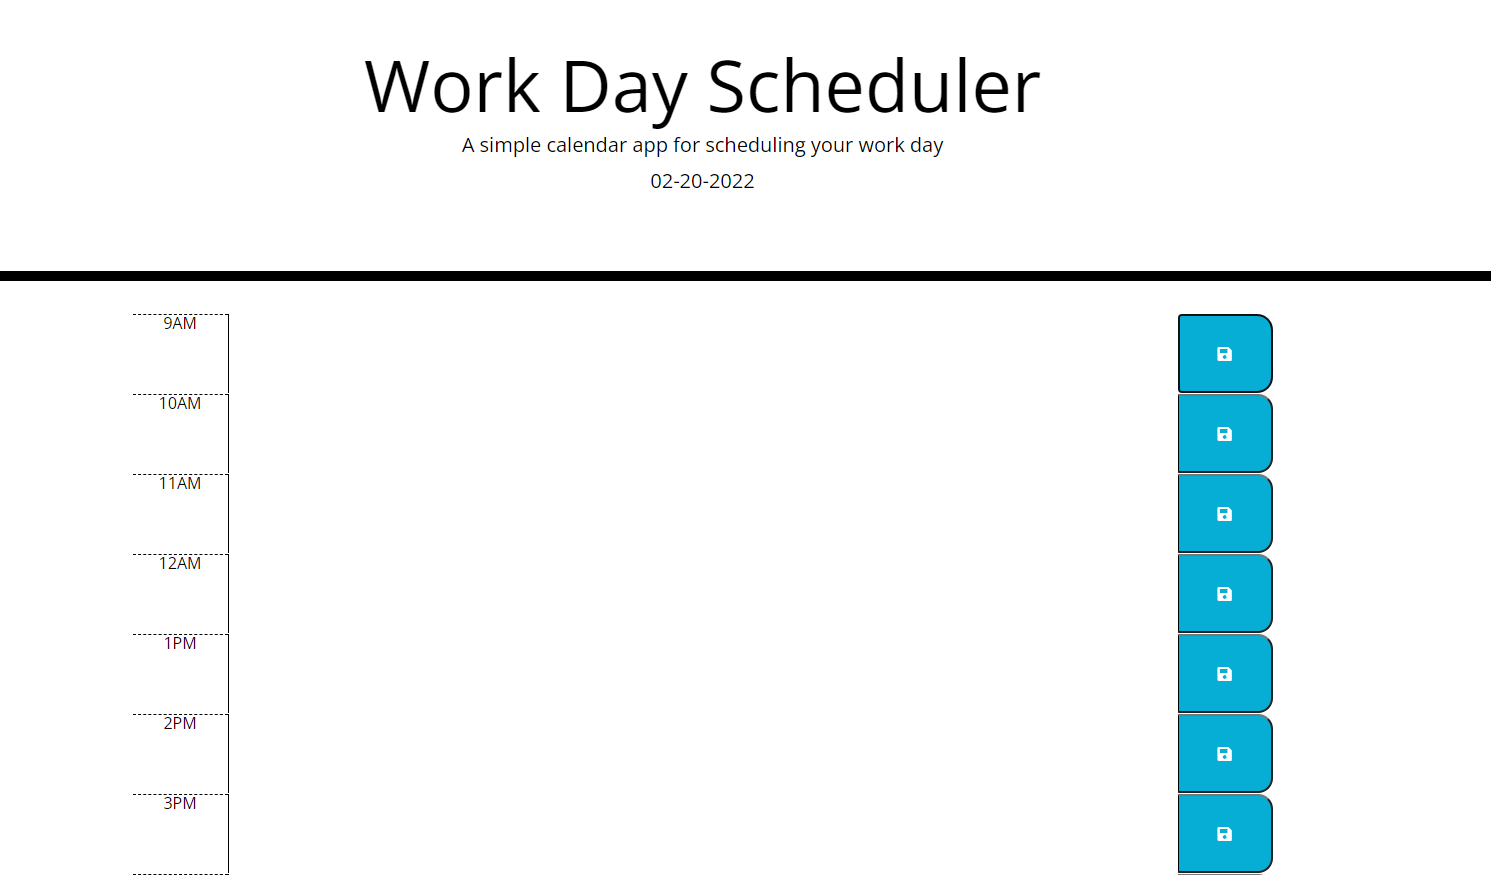 Work Day Scheduler
A simple calendar app for scheduling your work day
02-20-2022
9AM
10AM
11AM
12AM
1PM
2PM
3PM